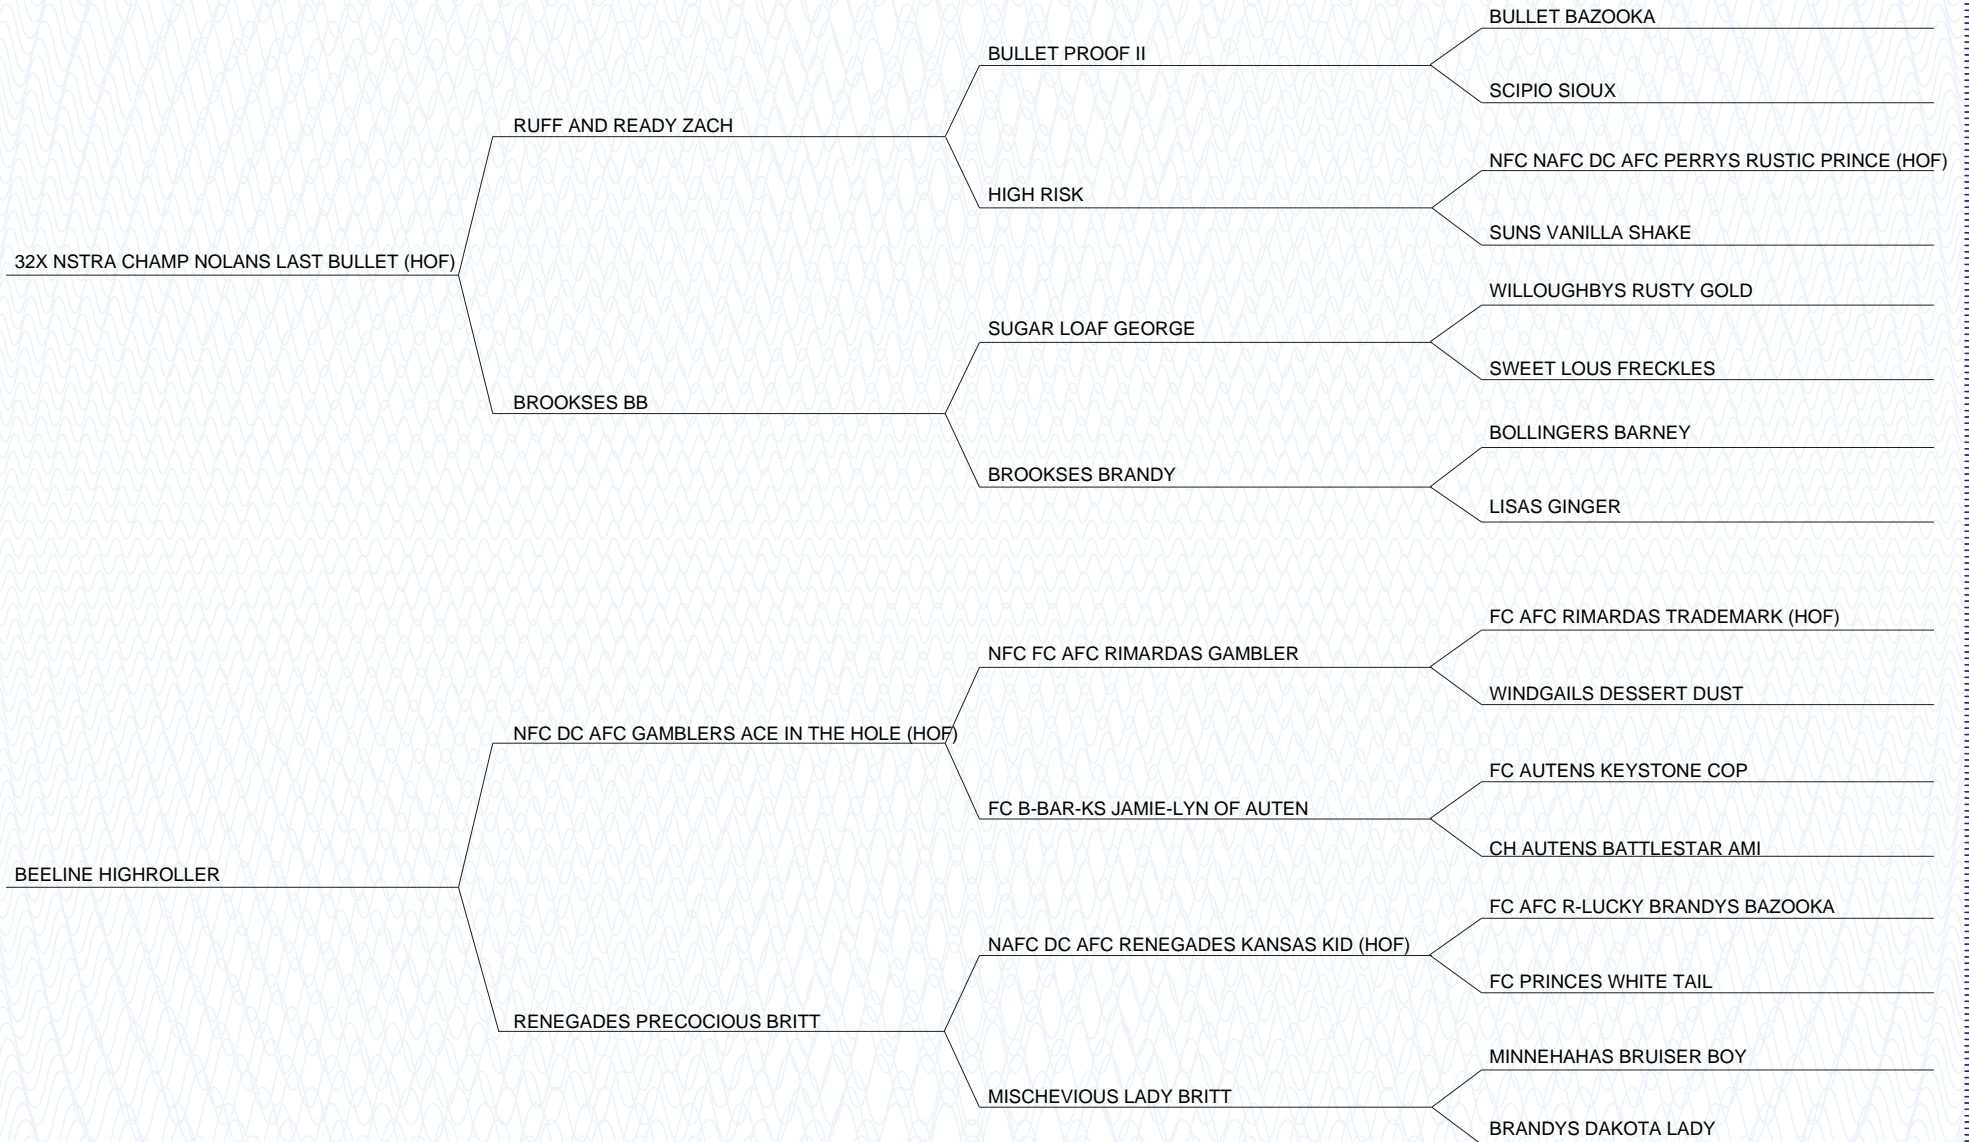 BULLET BAZOOKA
BULLET PROOF II
SCIPIO SIOUX
RUFF AND READY ZACH
NFC NAFC DC AFC PERRYS RUSTIC PRINCE (HOF)
HIGH RISK
SUNS VANILLA SHAKE
32X NSTRA CHAMP NOLANS LAST BULLET (HOF)
WILLOUGHBYS RUSTY GOLD
SUGAR LOAF GEORGE
SWEET LOUS FRECKLES
BROOKSES BB
BOLLINGERS BARNEY
BROOKSES BRANDY
LISAS GINGER
FC AFC RIMARDAS TRADEMARK (HOF)
NFC FC AFC RIMARDAS GAMBLER
WINDGAILS DESSERT DUST
NFC DC AFC GAMBLERS ACE IN THE HOLE (HOF)
FC AUTENS KEYSTONE COP
FC B-BAR-KS JAMIE-LYN OF AUTEN
CH AUTENS BATTLESTAR AMI
BEELINE HIGHROLLER
FC AFC R-LUCKY BRANDYS BAZOOKA
NAFC DC AFC RENEGADES KANSAS KID (HOF)
FC PRINCES WHITE TAIL
RENEGADES PRECOCIOUS BRITT
MINNEHAHAS BRUISER BOY
MISCHEVIOUS LADY BRITT
BRANDYS DAKOTA LADY